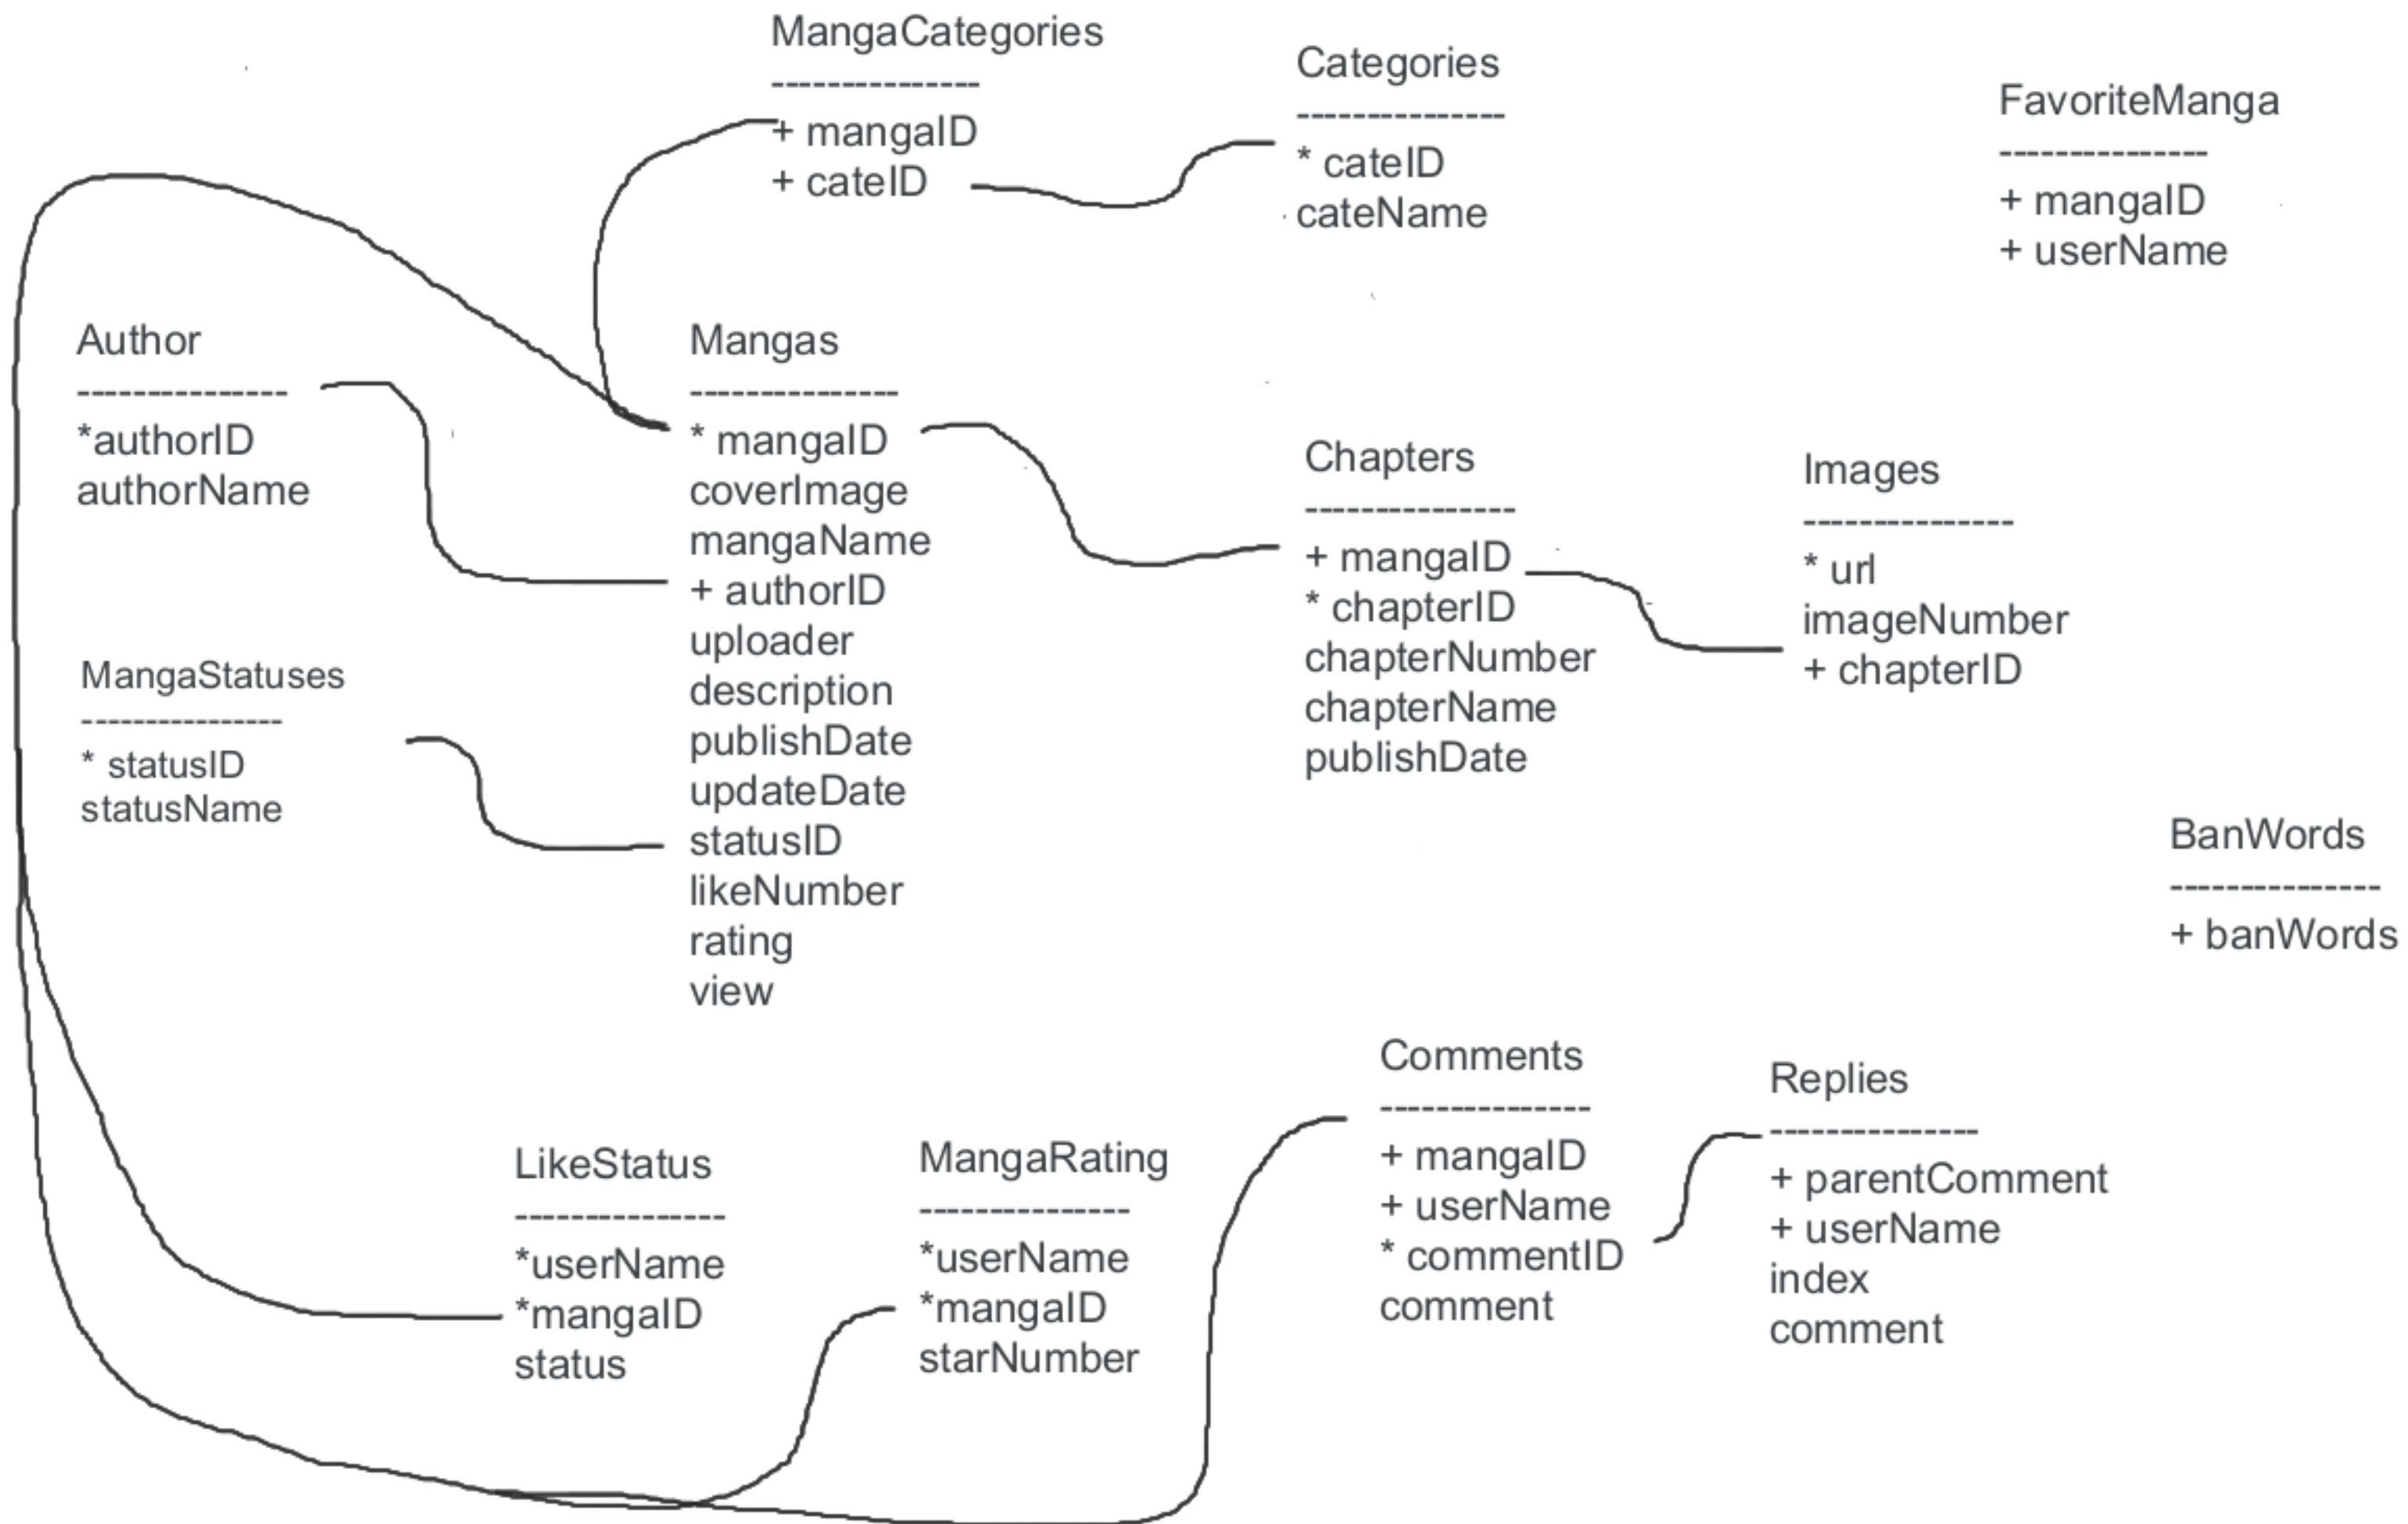 MangaCategories
---------------
+ mangaID
+ cateID
Categories
---------------
* cateID
cateName
FavoriteManga
---------------
+ mangaID
+ userName
Author
---------------
*authorID
authorName
Mangas
---------------
* mangaID
coverImage
mangaName
+ authorID
uploader
description
publishDate
updateDate
statusID
likeNumber
rating
view
Chapters
---------------
+ mangaID
* chapterID
chapterNumber
chapterName
publishDate
Images
---------------
* url
imageNumber
+ chapterID
MangaStatuses
---------------
* statusID
statusName
BanWords
---------------
+ banWords
LikeStatus
---------------
*userName
*mangaID
status
MangaRating
---------------
*userName
*mangaID
starNumber
Comments
---------------
+ mangaID
+ userName
* commentID
comment
Replies
---------------
+ parentComment
+ userName
index
comment